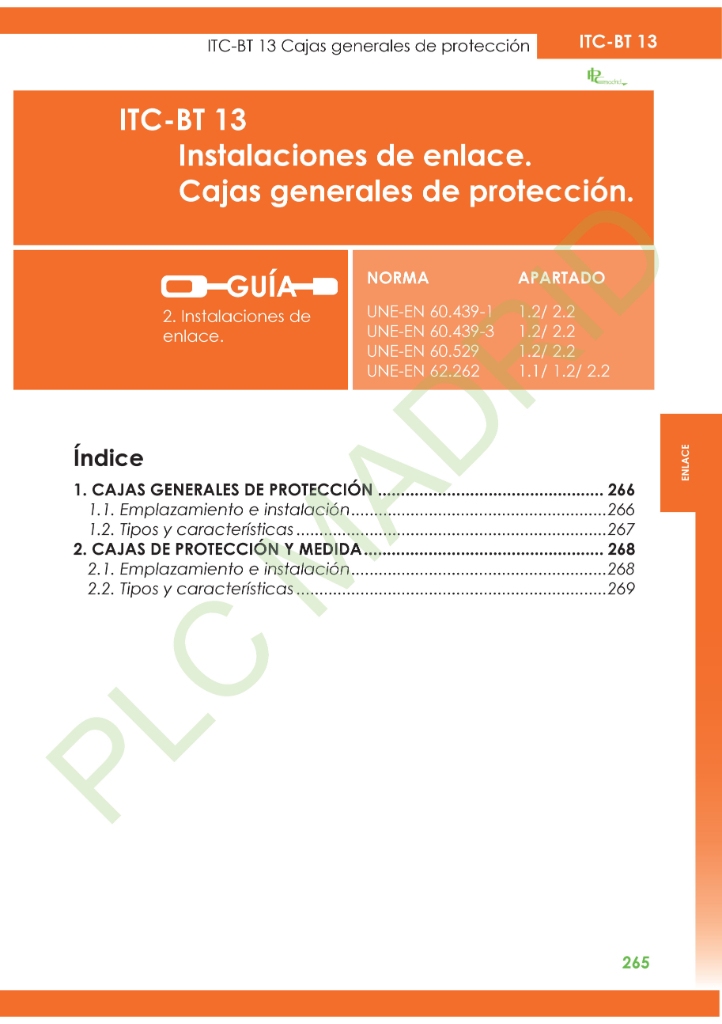 ITC-BT 13 Cajas generales de protección
ITC-BT 13
ITC-BT 13
Instalaciones de enlace.
Cajas generales de protección.
GUÍA
2. Instalaciones de
enlace.
NORMA APARTADO
UNE-EN 60.439-1 1.2/ 2.2
UNE-EN 60.439-3 1.2/ 2.2
UNE-EN 60.529 1.2/ 2.2
UNE-EN 62.262 1.1/ 1.2/ 2.2
ENLACE
Índice
1. CAJAS GENERALES DE PROTECCIÓN ................................................. 266
1.1. Emplazamiento e instalación.......................................................266
1.2. Tipos y características ...................................................................267
2. CAJAS DE PROTECCIÓN Y MEDIDA.................................................... 268
2.1. Emplazamiento e instalación.......................................................268
2.2. Tipos y características ...................................................................269
PLC MADRID
265